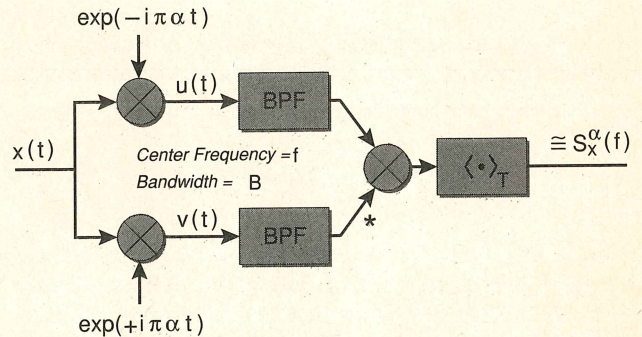 exp(−iπαt)
u(t)
BPF
x(t)
Center Frequency = f
Bandwidth = B
⟨•⟩T
≅ Sxα(f)
v(t)
BPF
*
exp(+iπαt)